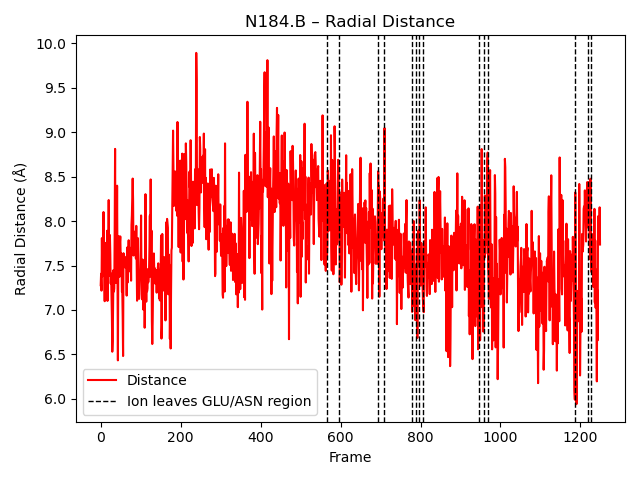 N184.B – Radial Distance
10.0
9.5
9.0
8.5
8.0
7.5
7.0
6.5
6.0
Radial Distance (Å)
Distance
Ion leaves GLU/ASN region
0 200 400 600 800 1000 1200
Frame